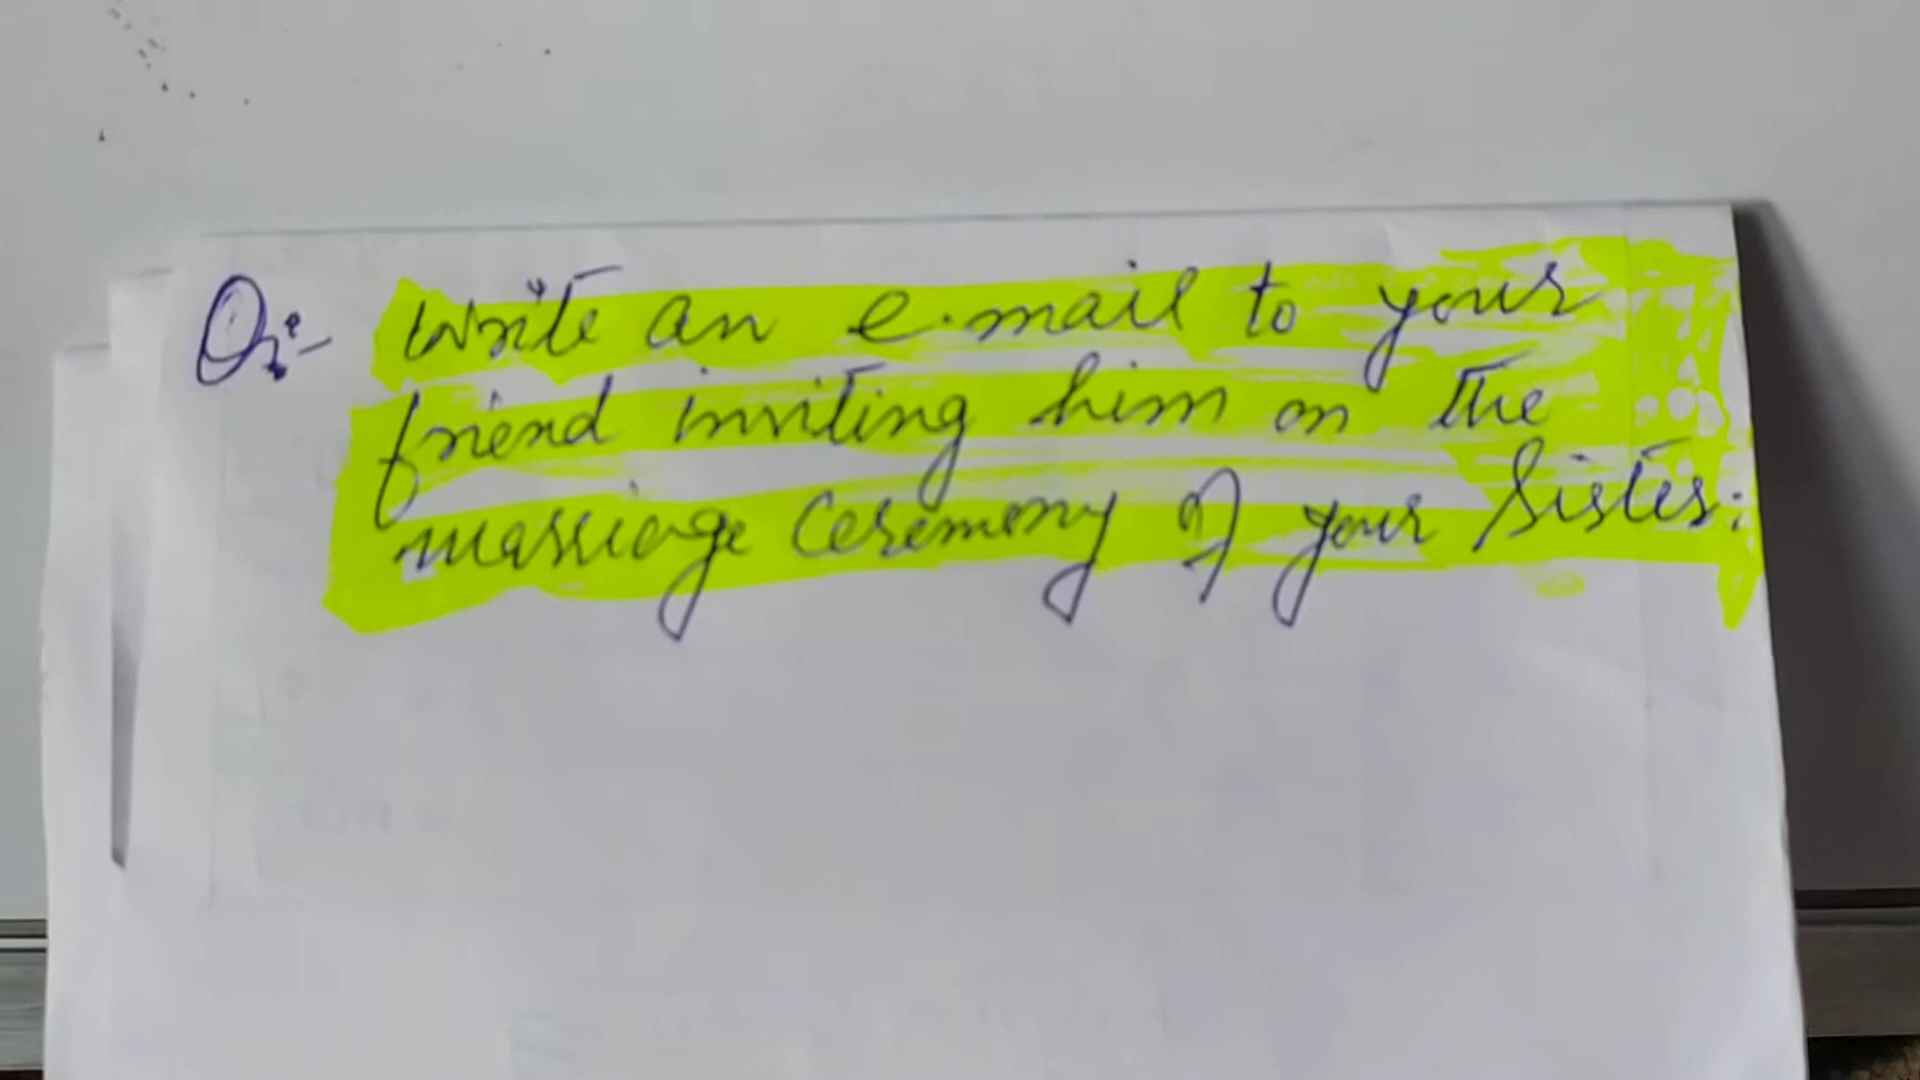 Q:- Write an e.mail to your
friend inviting him on the
marriage ceremony of your sister: